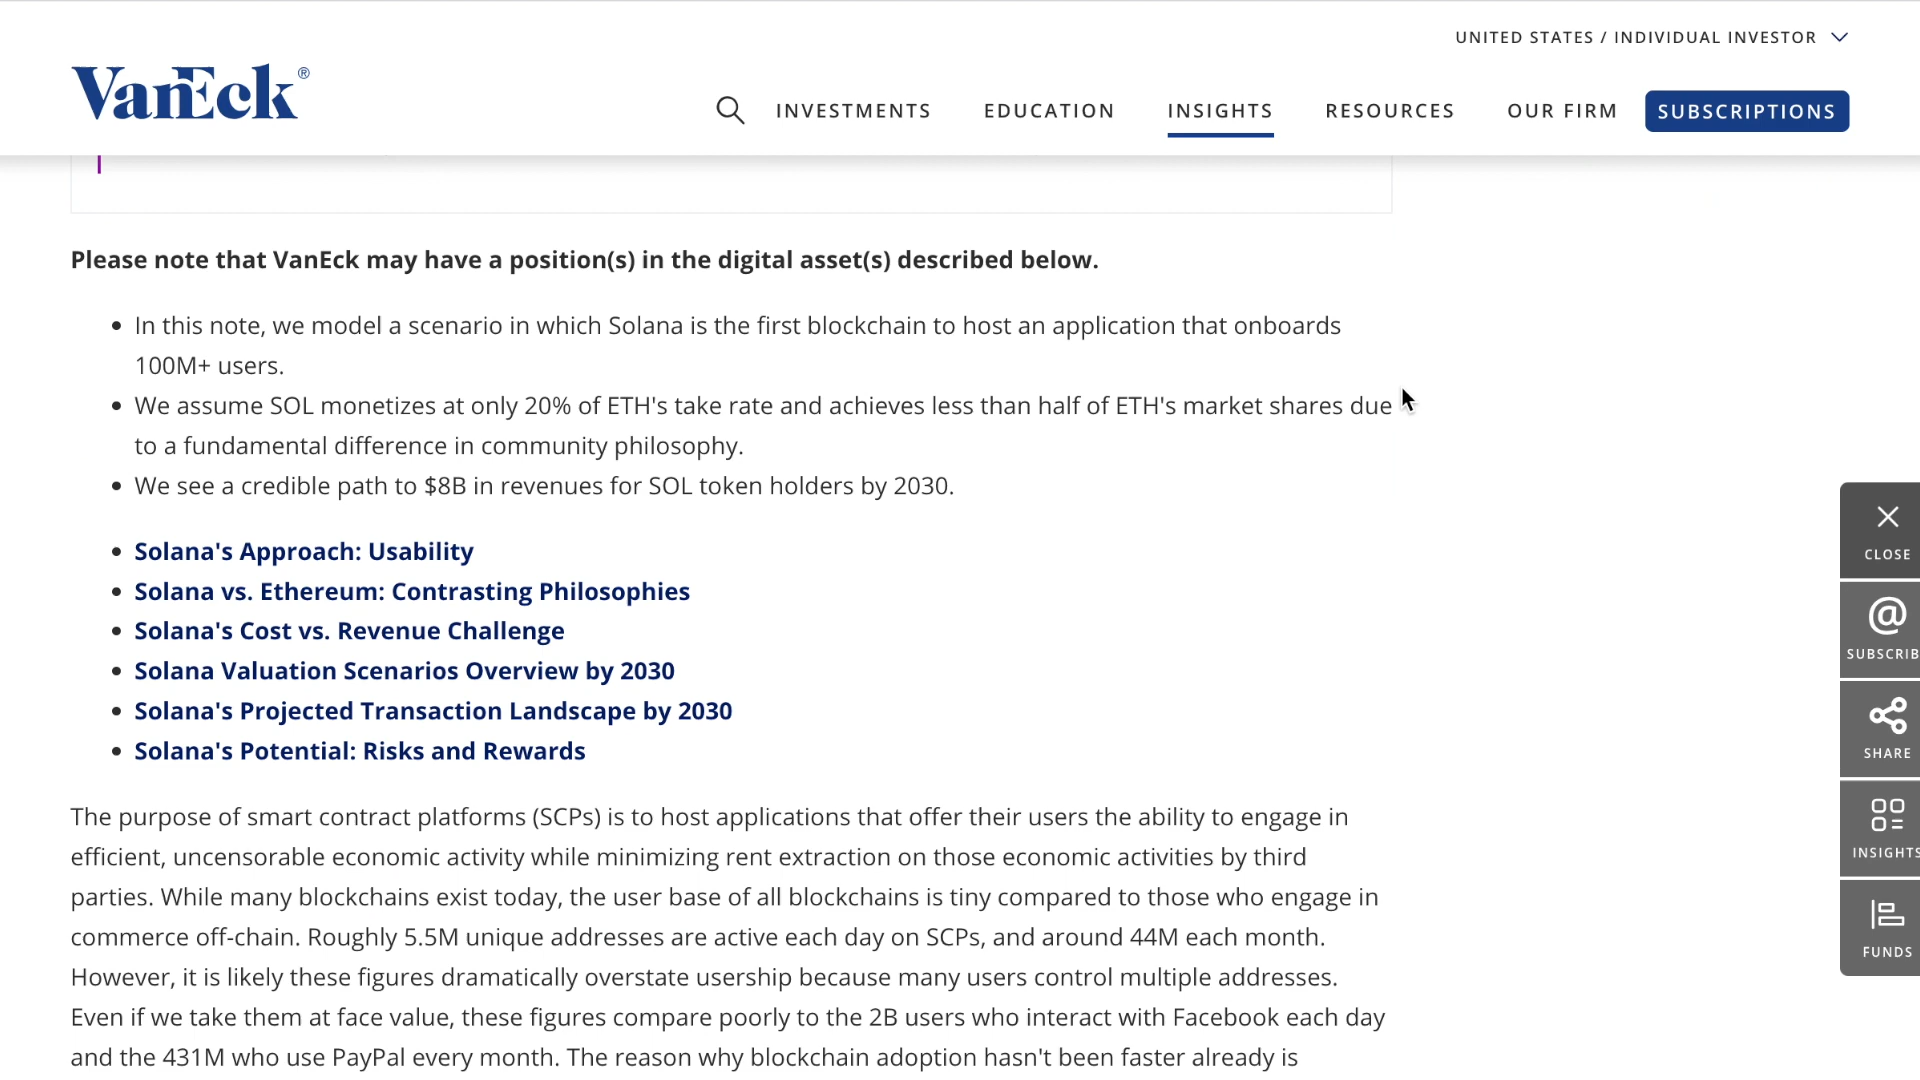 UNITED STATES / INDIVIDUAL INVESTOR
VanEck®
INVESTMENTS EDUCATION INSIGHTS RESOURCES OUR FIRM SUBSCRIPTIONS
Please note that VanEck may have a position(s) in the digital asset(s) described below.
• In this note, we model a scenario in which Solana is the first blockchain to host an application that onboards
100M+ users.
• We assume SOL monetizes at only 20% of ETH's take rate and achieves less than half of ETH's market shares due
to a fundamental difference in community philosophy.
• We see a credible path to $8B in revenues for SOL token holders by 2030.
• Solana's Approach: Usability
• Solana vs. Ethereum: Contrasting Philosophies
• Solana's Cost vs. Revenue Challenge
• Solana Valuation Scenarios Overview by 2030
• Solana's Projected Transaction Landscape by 2030
• Solana's Potential: Risks and Rewards
The purpose of smart contract platforms (SCPs) is to host applications that offer their users the ability to engage in
efficient, uncensorable economic activity while minimizing rent extraction on those economic activities by third
parties. While many blockchains exist today, the user base of all blockchains is tiny compared to those who engage in
commerce off-chain. Roughly 5.5M unique addresses are active each day on SCPs, and around 44M each month.
However, it is likely these figures dramatically overstate usership because many users control multiple addresses.
Even if we take them at face value, these figures compare poorly to the 2B users who interact with Facebook each day
and the 431M who use PayPal every month. The reason why blockchain adoption hasn't been faster already is
CLOSE
@
SUBSCRIB
SHARE
INSIGHTS
FUNDS